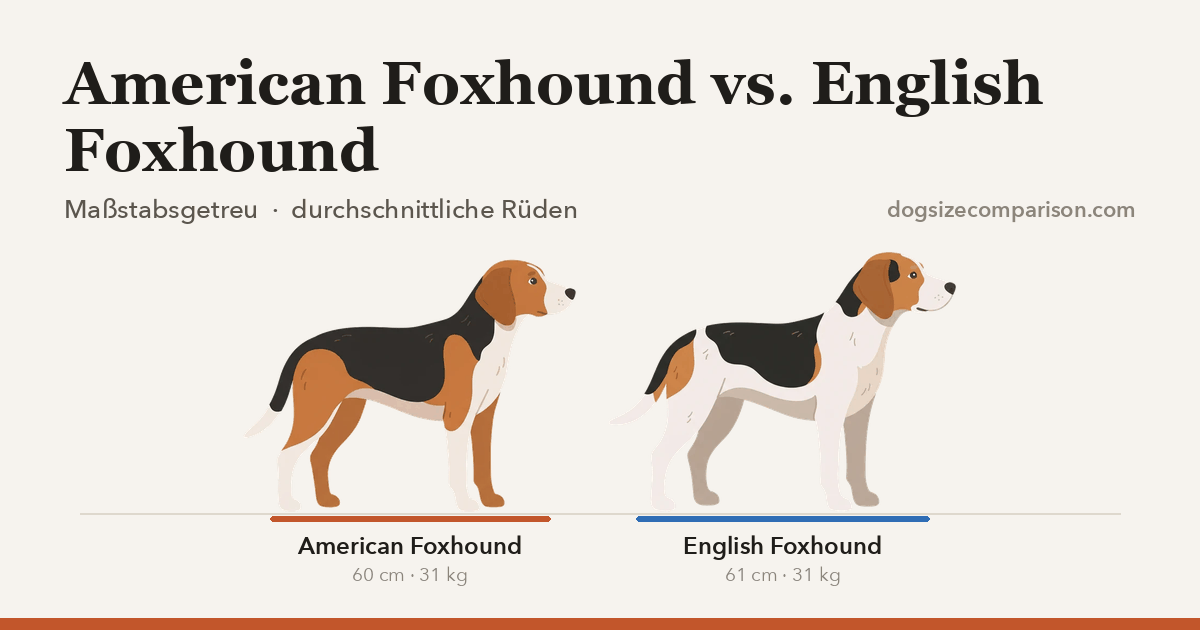 American Foxhound vs. English
Foxhound
Maßstabsgetreu · durchschnittliche Rüden
dogsizecomparison.com
American Foxhound
60 cm · 31 kg
English Foxhound
61 cm · 31 kg